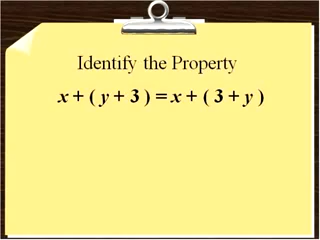 Identify the Property
x + ( y + 3 ) = x + ( 3 + y )